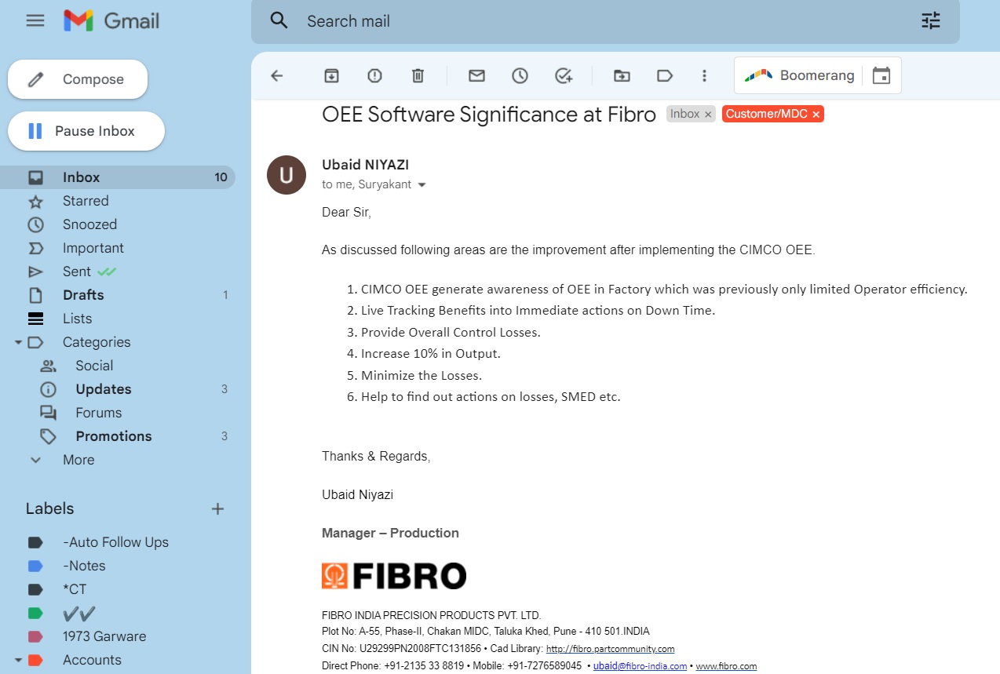 Gmail
Search mail
Compose
Pause Inbox
Inbox 10
Starred
Snoozed
Important
Sent
Drafts 1
Lists
Categories
Social
Updates 3
Forums
Promotions 3
More
Labels
-Auto Follow Ups
-Notes
*CT
✔✔
1973 Garware
Accounts
Boomerang
OEE Software Significance at Fibro Inbox × Customer/MDC ×
U
Ubaid NIYAZI
to me, Suryakant
Dear Sir,
As discussed following areas are the improvement after implementing the CIMCO OEE.
1. CIMCO OEE generate awareness of OEE in Factory which was previously only limited Operator efficiency.
2. Live Tracking Benefits into Immediate actions on Down Time.
3. Provide Overall Control Losses.
4. Increase 10% in Output.
5. Minimize the Losses.
6. Help to find out actions on losses, SMED etc.
Thanks & Regards,
Ubaid Niyazi
Manager – Production
FIBRO
FIBRO INDIA PRECISION PRODUCTS PVT. LTD.
Plot No: A-55, Phase-II, Chakan MIDC, Taluka Khed, Pune - 410 501.INDIA
CIN No: U29299PN2008FTC131856 • Cad Library: http://fibro.partcommunity.com
Direct Phone: +91-2135 33 8819 • Mobile: +91-7276589045 • ubaid@fibro-india.com • www.fibro.com